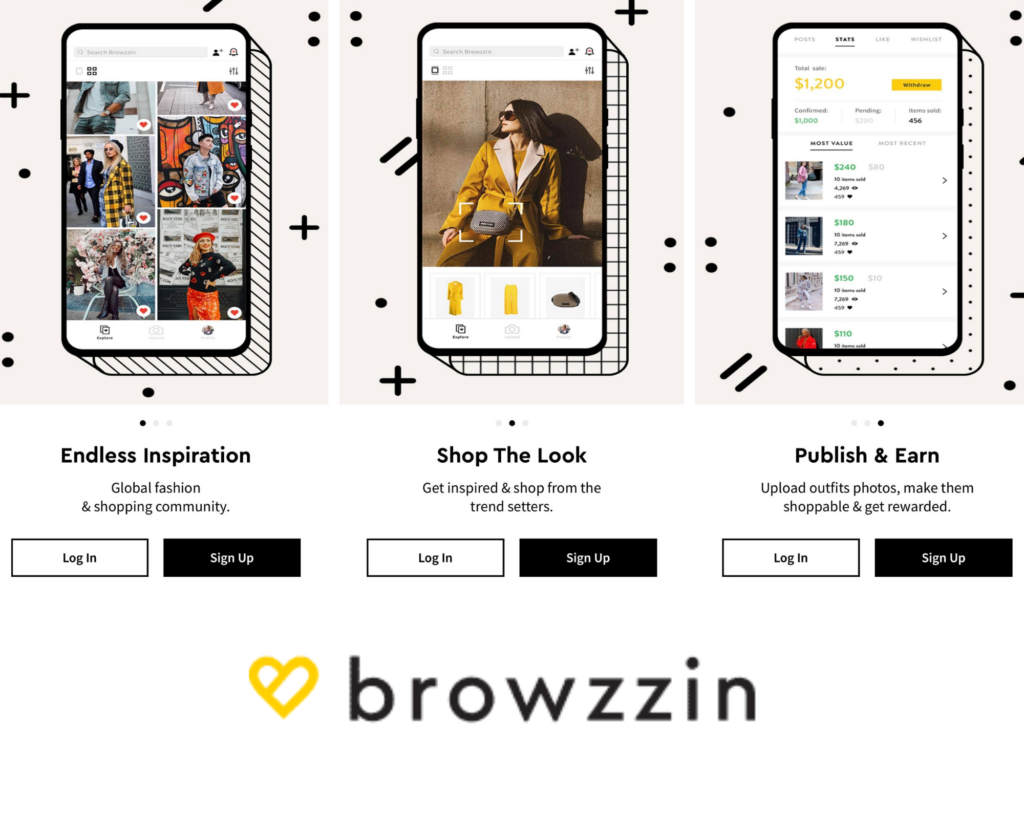 Search Browzzin
Explore
Upload
Profile
Endless Inspiration
Global fashion
& shopping community.
Log In
Sign Up
Search Browzzin
Explore
Upload
Profile
Shop The Look
Get inspired & shop from the
trend setters.
Log In
Sign Up
POSTS STATS LIKE WISHLIST
Total sale:
$1,200
Withdraw
Confirmed: Pending: Items sold:
$1,000 $200 456
MOST VALUE MOST RECENT
$240 $80
10 items sold
4,269
459
$180
10 items sold
7,269
459
$150 $10
10 items sold
7,269
459
$110
10 items sold
Publish & Earn
Upload outfits photos, make them
shoppable & get rewarded.
Log In
Sign Up
browzzin